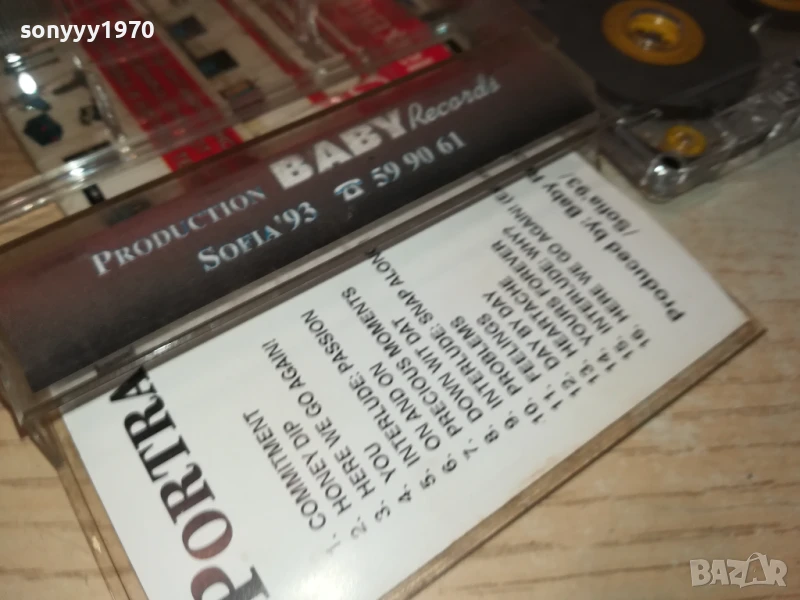 sonyyy1970
PRODUCTION BABY Records
SOFIA'93 ☎ 59 90 61
PORTRA
1. COMMITMENT
2. HONEY DIP
3. HERE WE GO AGAIN!
4. YOU
5. INTERLUDE: PASSION
6. ON AND ON
7. PRECIOUS MOMENTS
8. DOWN WIT DAT
9. INTERLUDE: SNAP ALON
10. PROBLEMS
11. FEELINGS
12. DAY BY DAY
13. HEARTACHE
14. YOURS FOREVER
15. INTERLUDE: WHY?
16. HERE WE GO AGAIN!
Produced by: Baby
/Sofia'93/
BAZAR